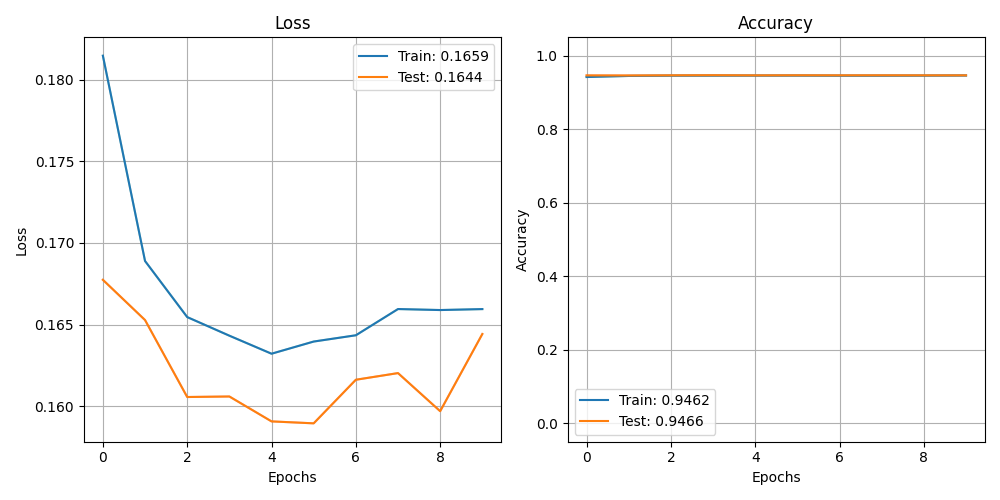 Loss
Train: 0.1659
Test: 0.1644
0.180
0.175
0.170
0.165
0.160
Loss
0 2 4 6 8
Epochs
Accuracy
1.0
0.8
0.6
0.4
0.2
0.0
Accuracy
Train: 0.9462
Test: 0.9466
0 2 4 6 8
Epochs